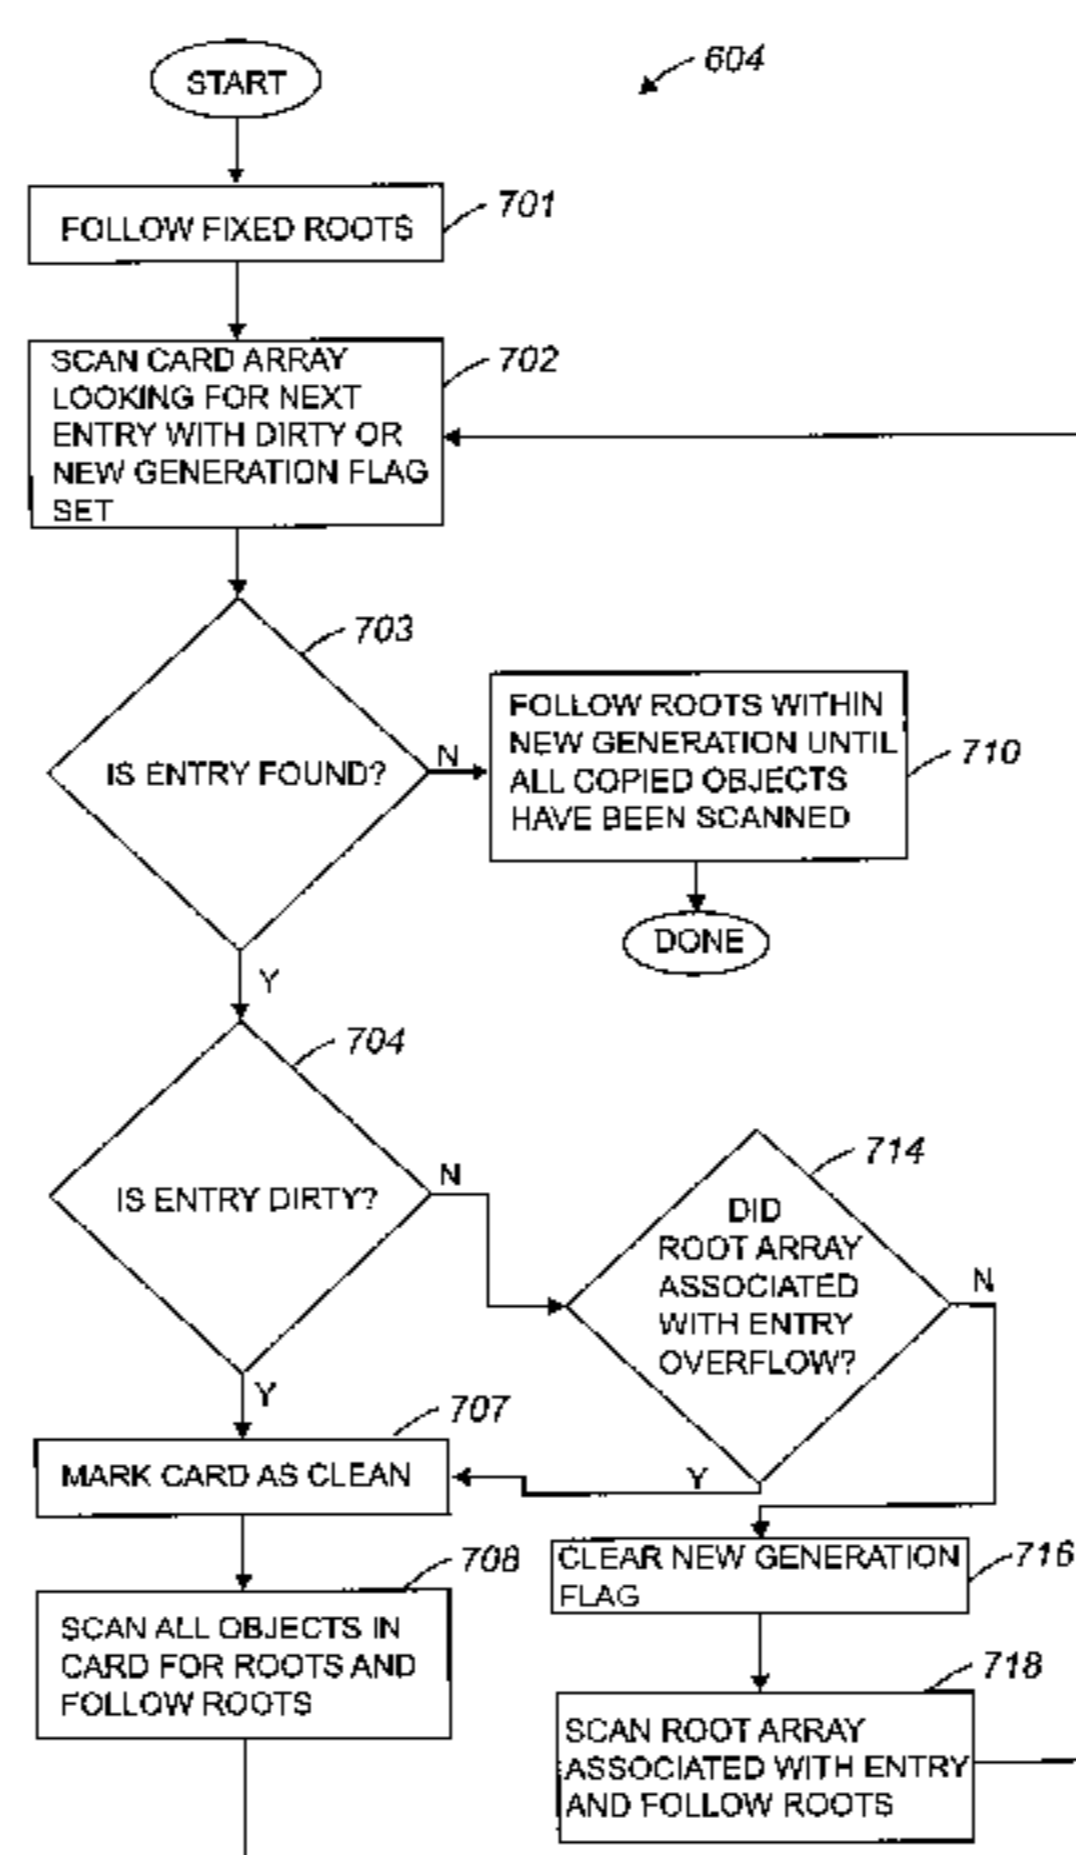 START
604
FOLLOW FIXED ROOTS
701
SCAN CARD ARRAY
LOOKING FOR NEXT
ENTRY WITH DIRTY OR
NEW GENERATION FLAG
SET
702
703
IS ENTRY FOUND?
N
FOLLOW ROOTS WITHIN
NEW GENERATION UNTIL
ALL COPIED OBJECTS
HAVE BEEN SCANNED
710
DONE
Y
704
IS ENTRY DIRTY?
N
714
DID
ROOT ARRAY
ASSOCIATED
WITH ENTRY
OVERFLOW?
N
Y
Y
707
MARK CARD AS CLEAN
708
SCAN ALL OBJECTS IN
CARD FOR ROOTS AND
FOLLOW ROOTS
CLEAR NEW GENERATION
FLAG
716
718
SCAN ROOT ARRAY
ASSOCIATED WITH ENTRY
AND FOLLOW ROOTS